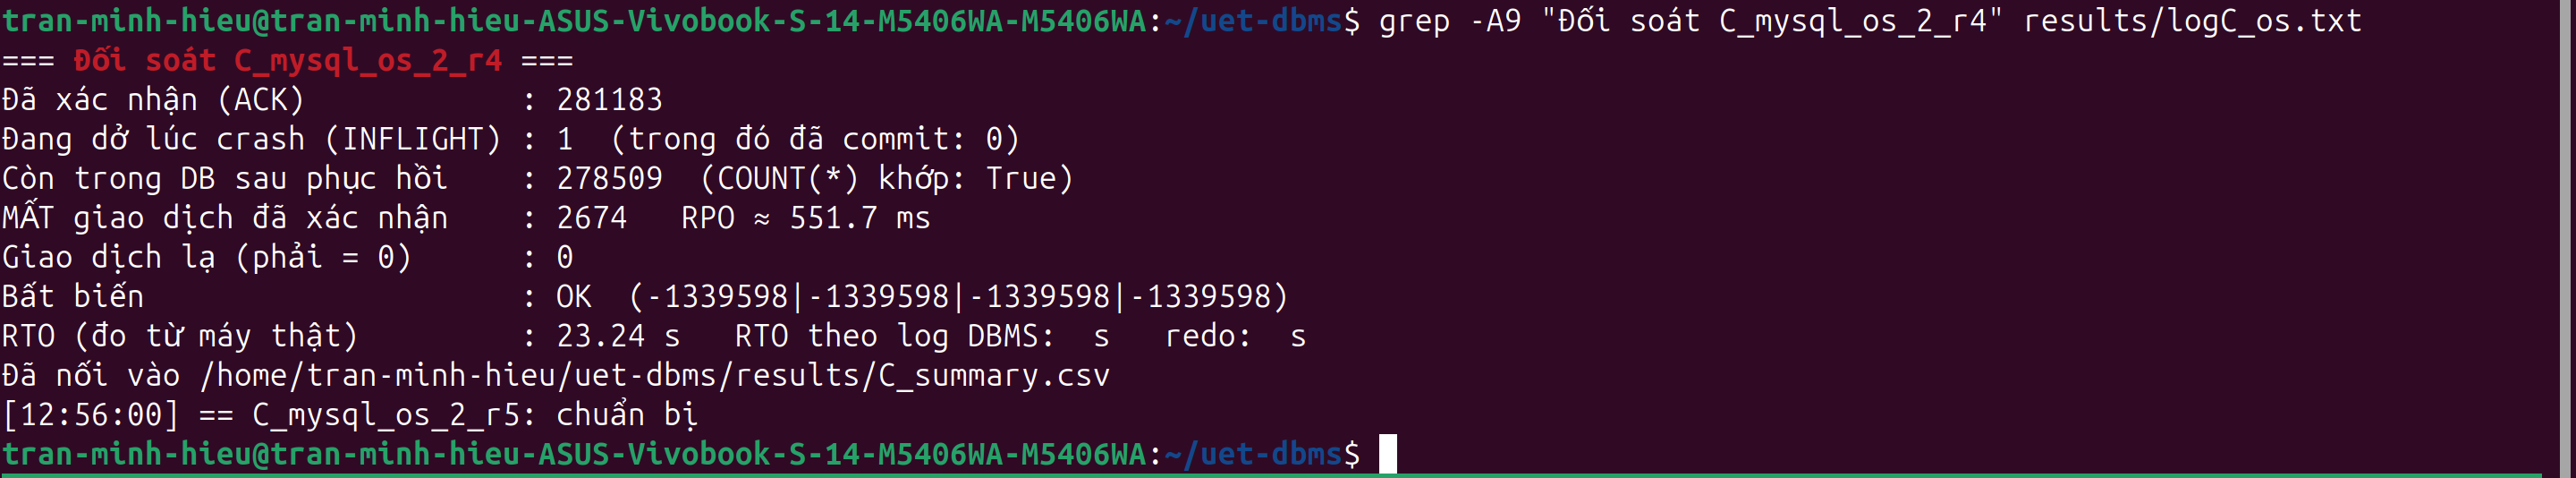 tran-minh-hieu@tran-minh-hieu-ASUS-Vivobook-S-14-M5406WA-M5406WA:~/uet-dbms$ grep -A9 "Đối soát C_mysql_os_2_r4" results/logC_os.txt
=== Đối soát C_mysql_os_2_r4 ===
Đã xác nhận (ACK)            : 281183
Đang dở lúc crash (INFLIGHT) : 1  (trong đó đã commit: 0)
Còn trong DB sau phục hồi    : 278509  (COUNT(*) khớp: True)
MẤT giao dịch đã xác nhận    : 2674   RPO ≈ 551.7 ms
Giao dịch lạ (phải = 0)      : 0
Bất biến                     : OK  (-1339598|-1339598|-1339598|-1339598)
RTO (đo từ máy thật)         : 23.24 s   RTO theo log DBMS:  s   redo:  s
Đã nối vào /home/tran-minh-hieu/uet-dbms/results/C_summary.csv
[12:56:00] == C_mysql_os_2_r5: chuẩn bị
tran-minh-hieu@tran-minh-hieu-ASUS-Vivobook-S-14-M5406WA-M5406WA:~/uet-dbms$